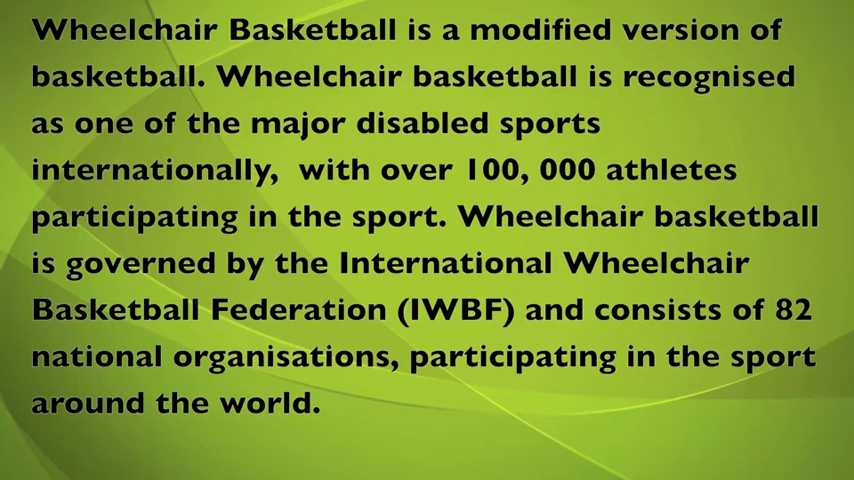 Wheelchair Basketball is a modified version of
basketball. Wheelchair basketball is recognised
as one of the major disabled sports
internationally,  with over 100, 000 athletes
participating in the sport. Wheelchair basketball
is governed by the International Wheelchair
Basketball Federation (IWBF) and consists of 82
national organisations, participating in the sport
around the world.